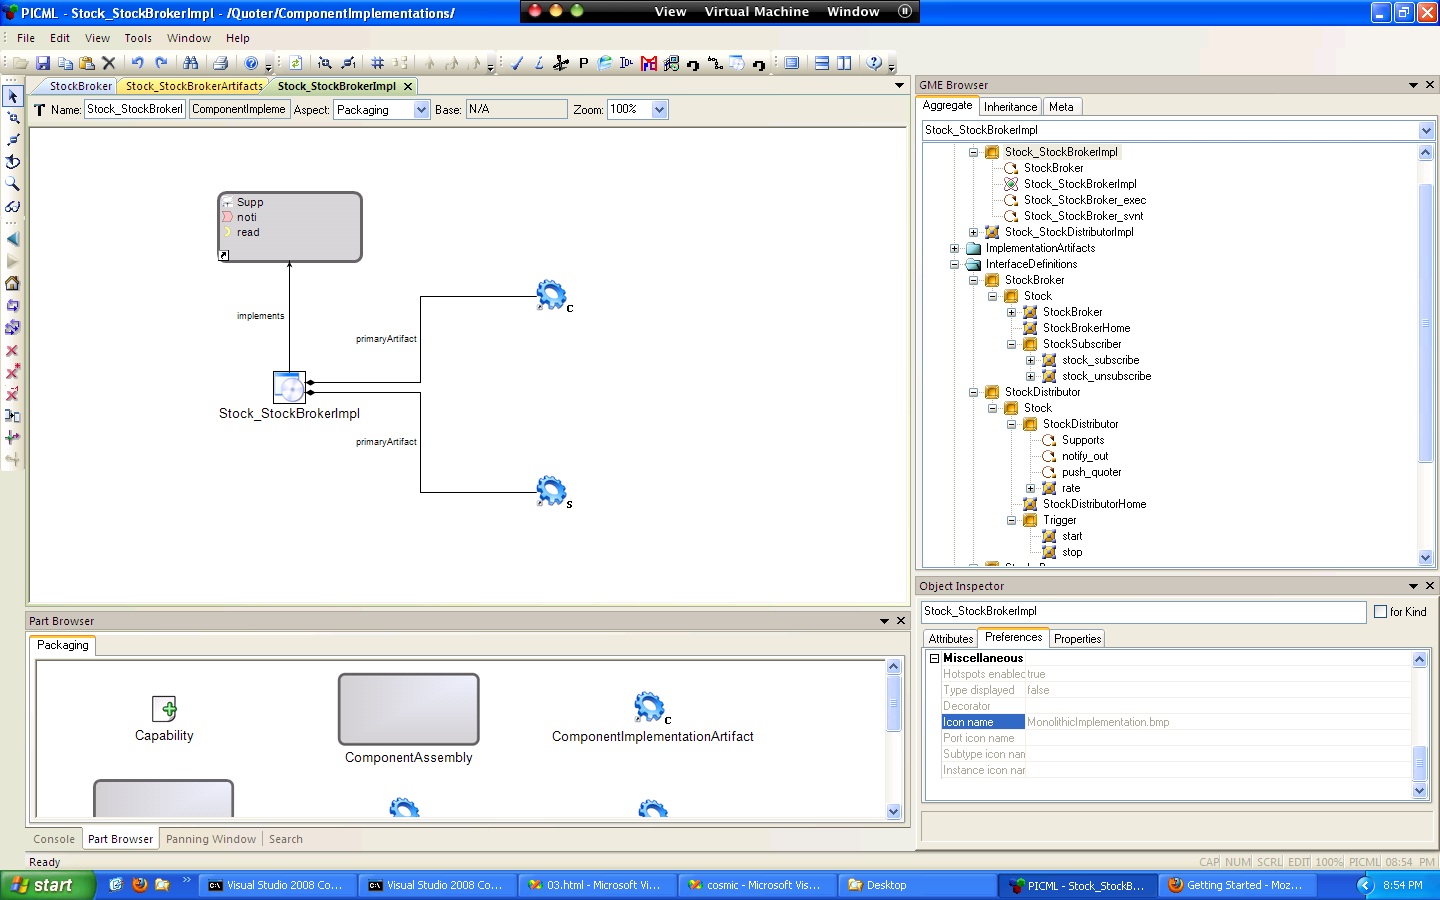 PICML - Stock_StockBrokerImpl - /Quoter/ComponentImplementations/
View Virtual Machine Window
File Edit View Tools Window Help
StockBroker Stock_StockBrokerArtifacts Stock_StockBrokerImpl
Name: Stock_StockBrokerI ComponentImpleme Aspect: Packaging Base: N/A Zoom: 100%
Supp
noti
read
implements
primaryArtifact
C
Stock_StockBrokerImpl
primaryArtifact
S
Part Browser
Packaging
Capability
ComponentAssembly
C
ComponentImplementationArtifact
Console Part Browser Panning Window Search
Ready
GME Browser
Aggregate Inheritance Meta
Stock_StockBrokerImpl
Stock_StockBrokerImpl
StockBroker
Stock_StockBrokerImpl
Stock_StockBroker_exec
Stock_StockBroker_svnt
Stock_StockDistributorImpl
ImplementationArtifacts
InterfaceDefinitions
StockBroker
Stock
StockBroker
StockBrokerHome
StockSubscriber
stock_subscribe
stock_unsubscribe
StockDistributor
Stock
StockDistributor
Supports
notify_out
push_quoter
rate
StockDistributorHome
Trigger
start
stop
Object Inspector
Stock_StockBrokerImpl for Kind
Attributes Preferences Properties
Miscellaneous
Hotspots enabled true
Type displayed false
Decorator
Icon name MonolithicImplementation.bmp
Port icon name
Subtype icon nar
Instance icon nar
CAP NUM SCRL EDIT 100% PICML 08:54 PM
start Visual Studio 2008 Co... Visual Studio 2008 Co... 03.html - Microsoft Vi... cosmic - Microsoft Vis... Desktop PICML - Stock_StockB... Getting Started - Moz... 8:54 PM